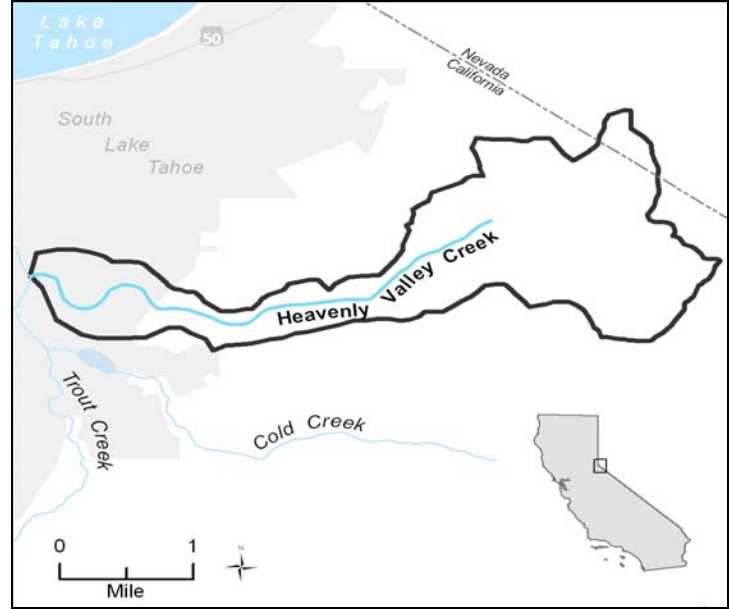 Lake
Tahoe
50
Nevada
California
South
Lake
Tahoe
Heavenly Valley Creek
Trout Creek
Cold Creek
0 1
Mile
N